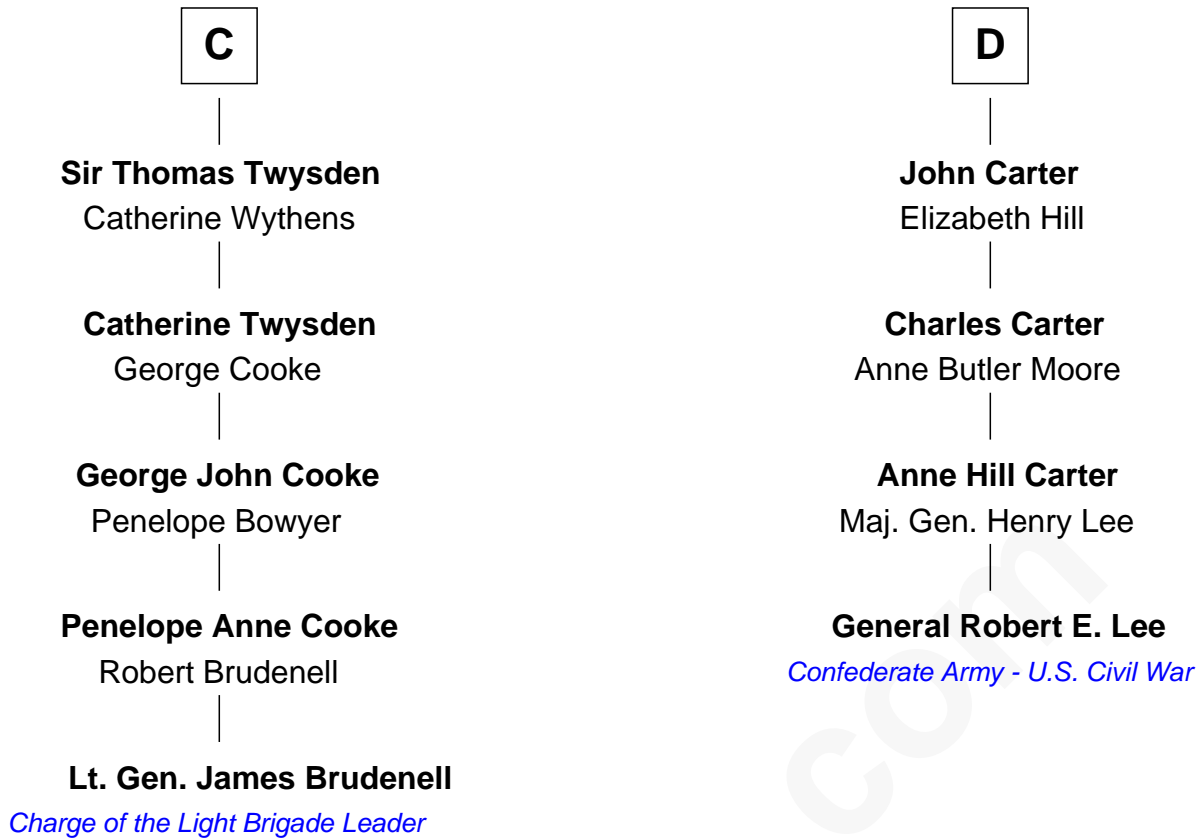 C
Sir Thomas Twysden
Catherine Wythens
Catherine Twysden
George Cooke
George John Cooke
Penelope Bowyer
Penelope Anne Cooke
Robert Brudenell
Lt. Gen. James Brudenell
Charge of the Light Brigade Leader
D
John Carter
Elizabeth Hill
Charles Carter
Anne Butler Moore
Anne Hill Carter
Maj. Gen. Henry Lee
General Robert E. Lee
Confederate Army - U.S. Civil War
com